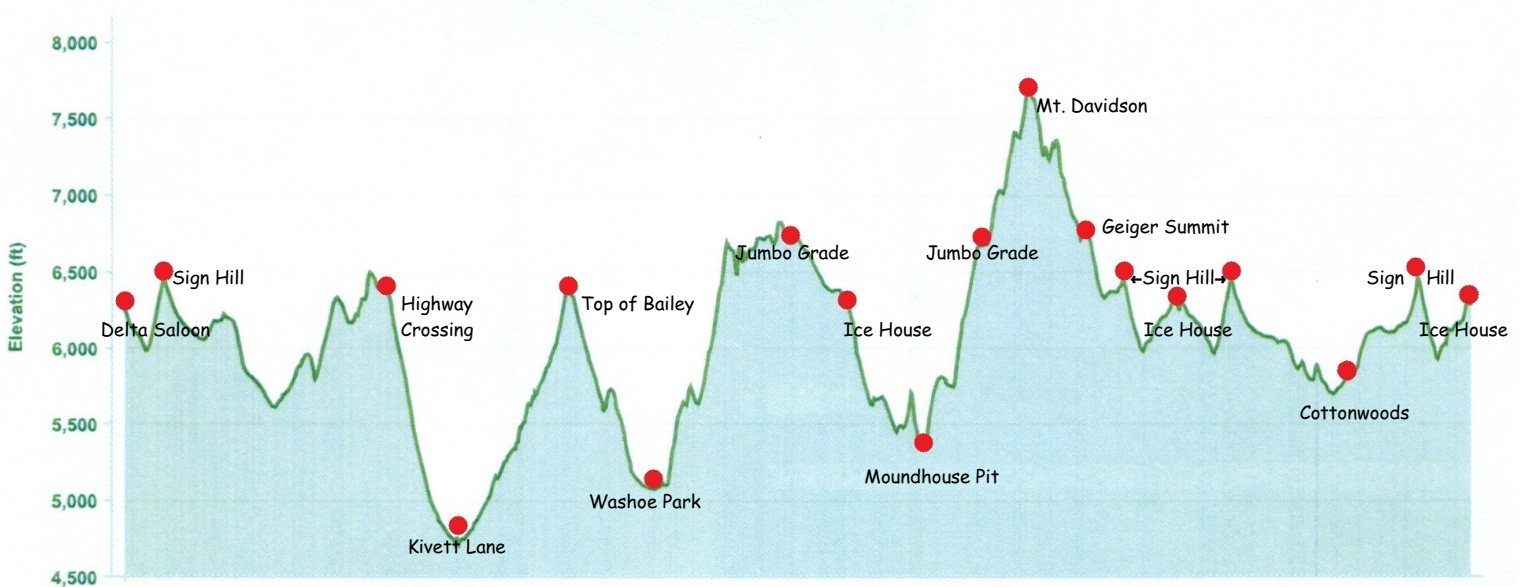 8,000
7,500
7,000
6,500
6,000
5,500
5,000
4,500
Elevation (ft)
Delta Saloon
Sign Hill
Highway
Crossing
Kivett Lane
Top of Bailey
Washoe Park
Jumbo Grade
Ice House
Moundhouse Pit
Jumbo Grade
Mt. Davidson
Geiger Summit
←Sign Hill→
Ice House
Cottonwoods
Sign Hill
Ice House